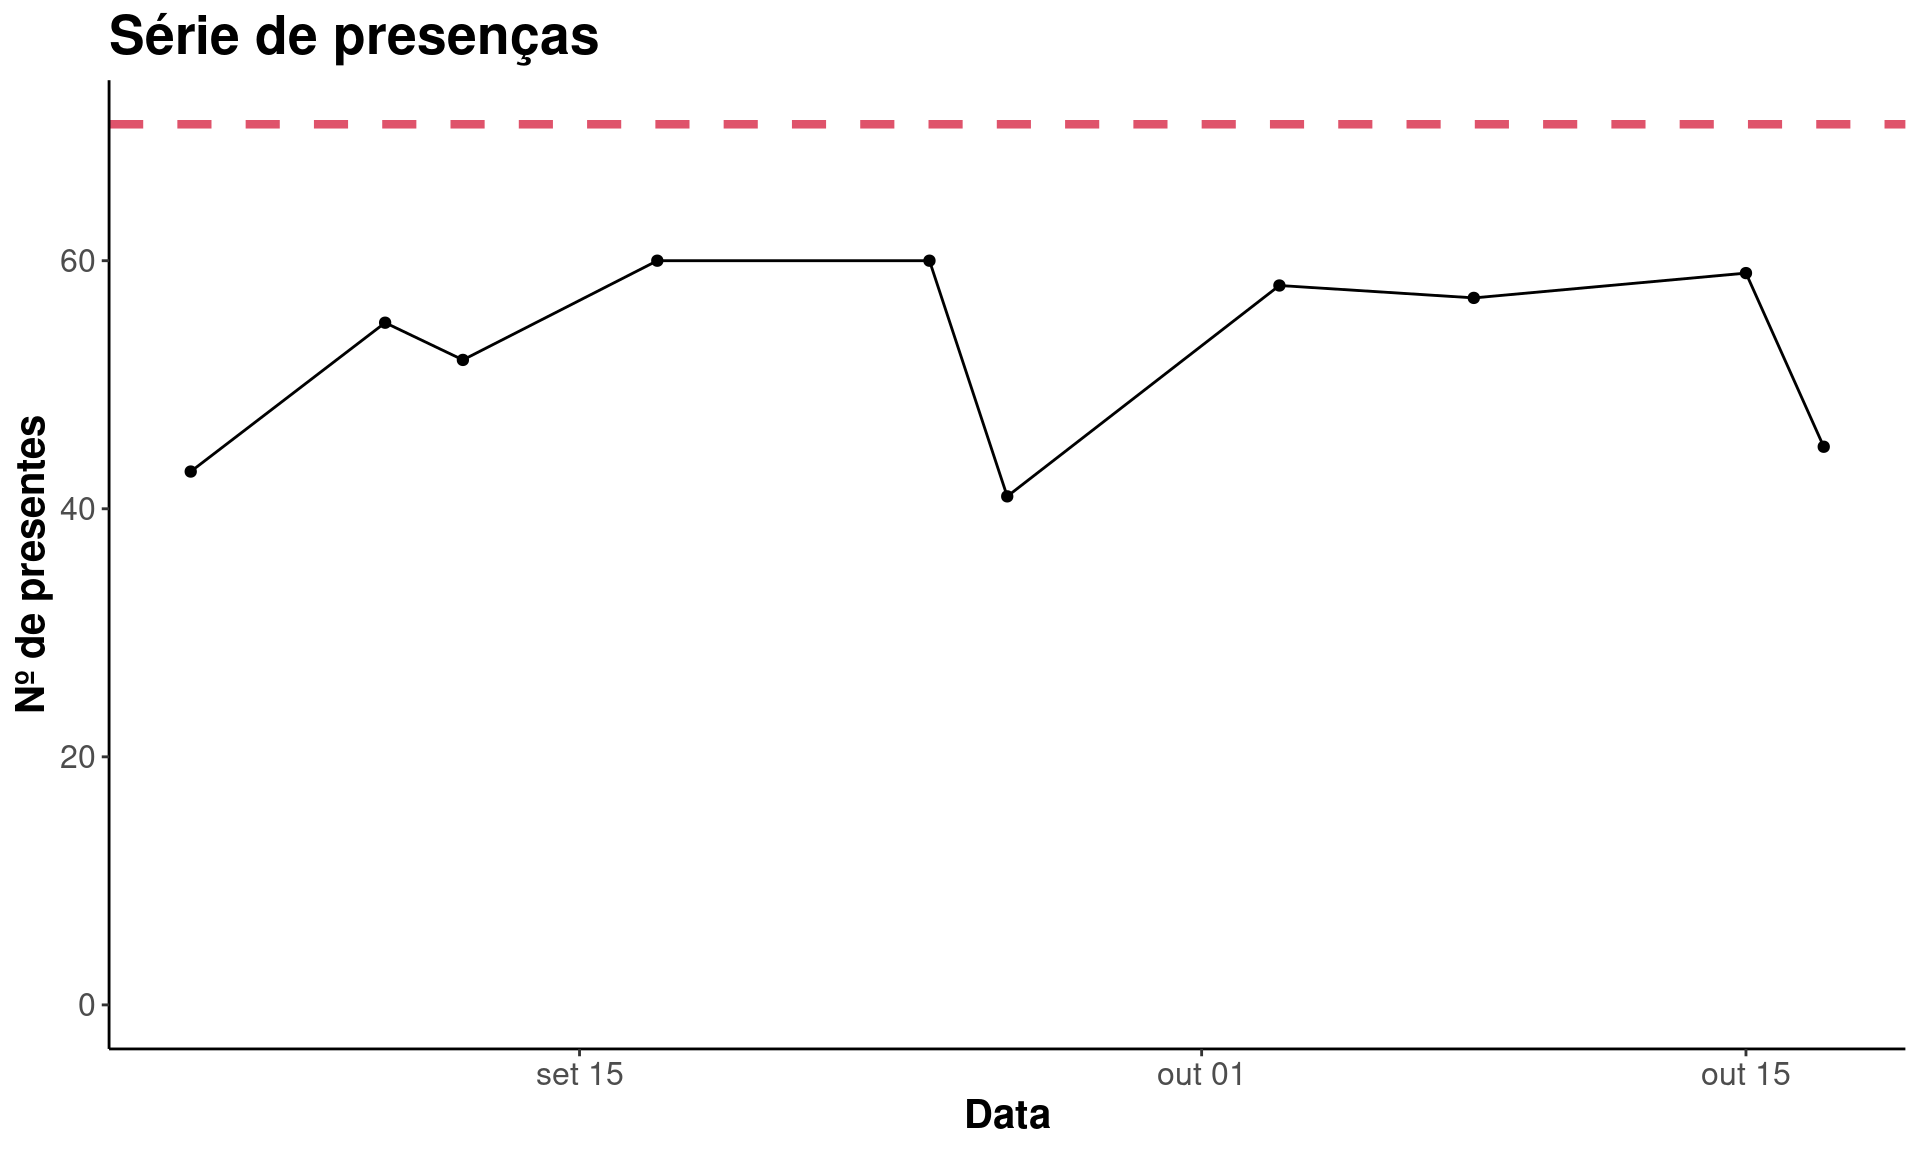 Série de presenças
Nº de presentes
60
40
20
0
set 15
out 01
out 15
Data